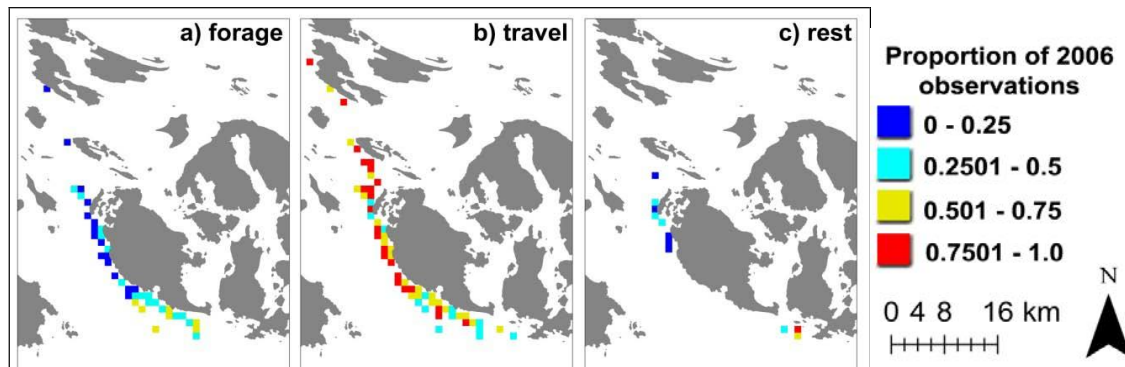 a) forage
b) travel
c) rest
Proportion of 2006
observations
0 - 0.25
0.2501 - 0.5
0.501 - 0.75
0.7501 - 1.0
N
0 4 8 16 km